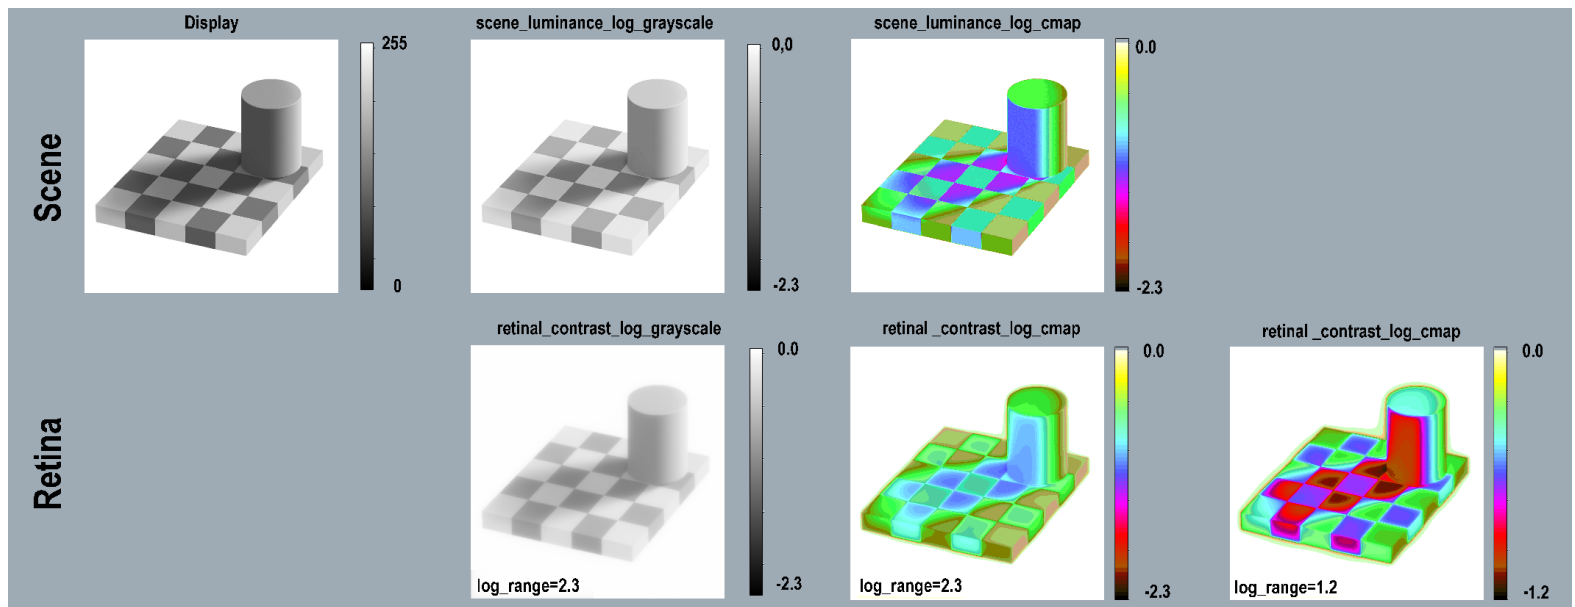 Display
scene_luminance_log_grayscale
scene_luminance_log_cmap
Scene
255
0
0,0
-2.3
0.0
-2.3
retinal_contrast_log_grayscale
retinal _contrast_log_cmap
retinal _contrast_log_cmap
Retina
0.0
-2.3
log_range=2.3
0.0
-2.3
log_range=2.3
0.0
-1.2
log_range=1.2